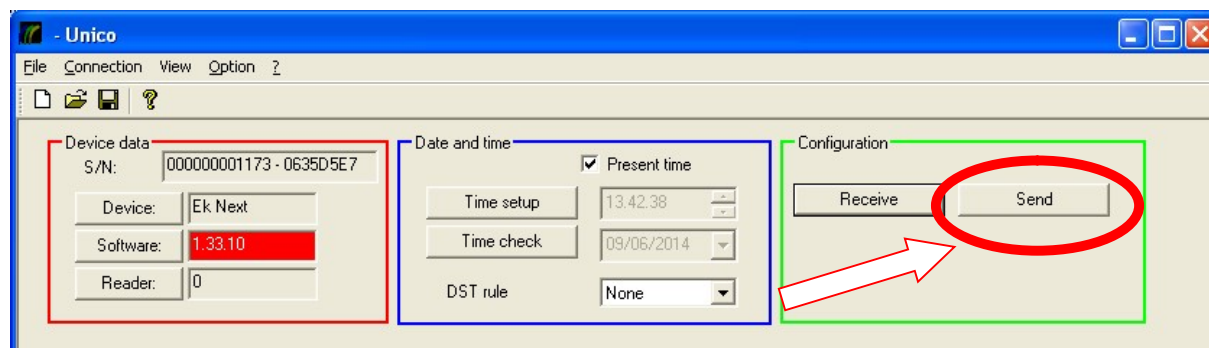 - Unico
File Connection View Option ?
Device data
S/N: 000000001173 - 0635D5E7
Device: Ek Next
Software: 1.33.10
Reader: 0
Date and time
Present time
Time setup 13.42.38
Time check 09/06/2014
DST rule None
Configuration
Receive Send